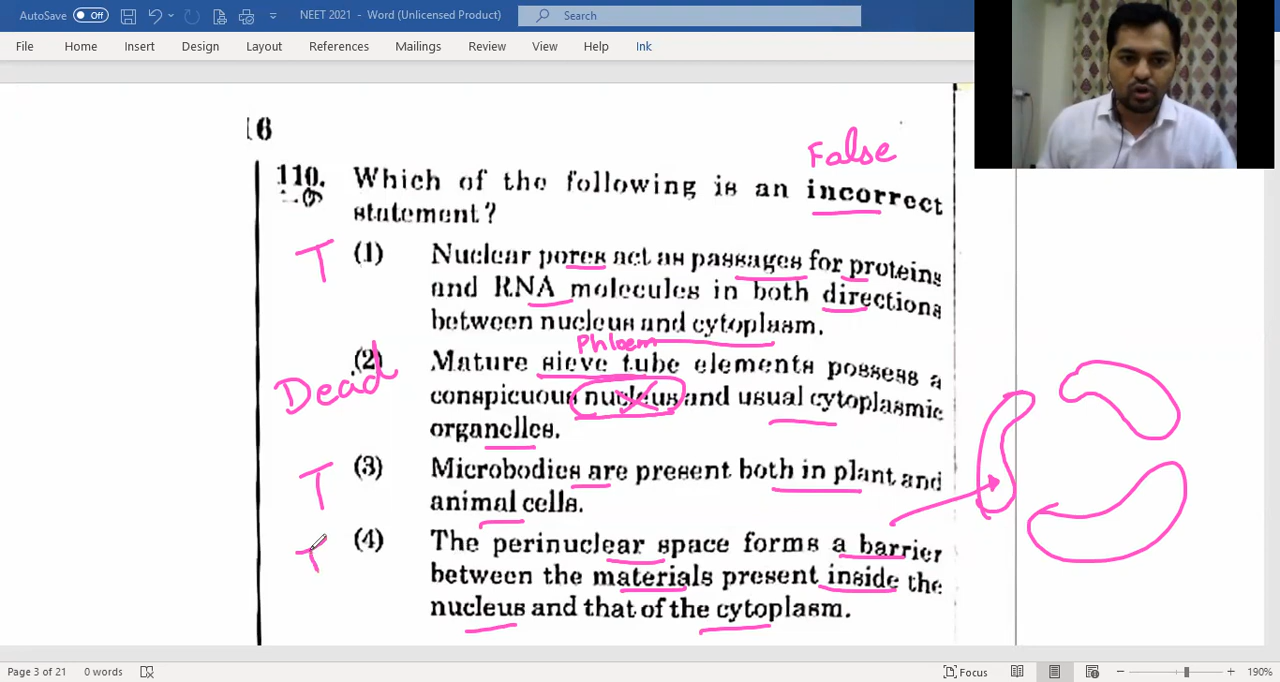 AutoSave Off NEET 2021 - Word (Unlicensed Product) Search
File Home Insert Design Layout References Mailings Review View Help Ink
16
False
110. Which of the following is an incorrect
statement?
T (1) Nuclear pores act as passages for proteins
and RNA molecules in both directions
between nucleus and cytoplasm.
Phloem
Dead (2) Mature sieve tube elements possess a
conspicuous nucleus and usual cytoplasmic
organelles.
T (3) Microbodies are present both in plant and
animal cells.
T (4) The perinuclear space forms a barrier
between the materials present inside the
nucleus and that of the cytoplasm.
Page 3 of 21 0 words Focus 190%